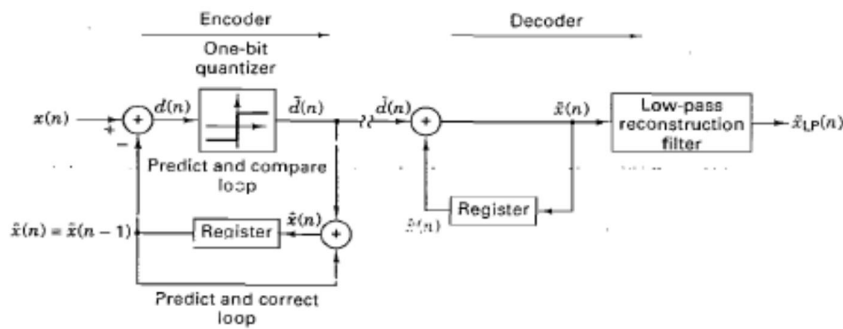 Encoder
Decoder
One-bit
quantizer
x(n)
+
+
−
d(n)
d̃(n)
d̃(n)
+
x̃(n)
Low-pass
reconstruction
filter
x̃LP(n)
Predict and compare
loop
x̂(n) = x̃(n − 1)
Register
x̃(n)
+
Register
Predict and correct
loop